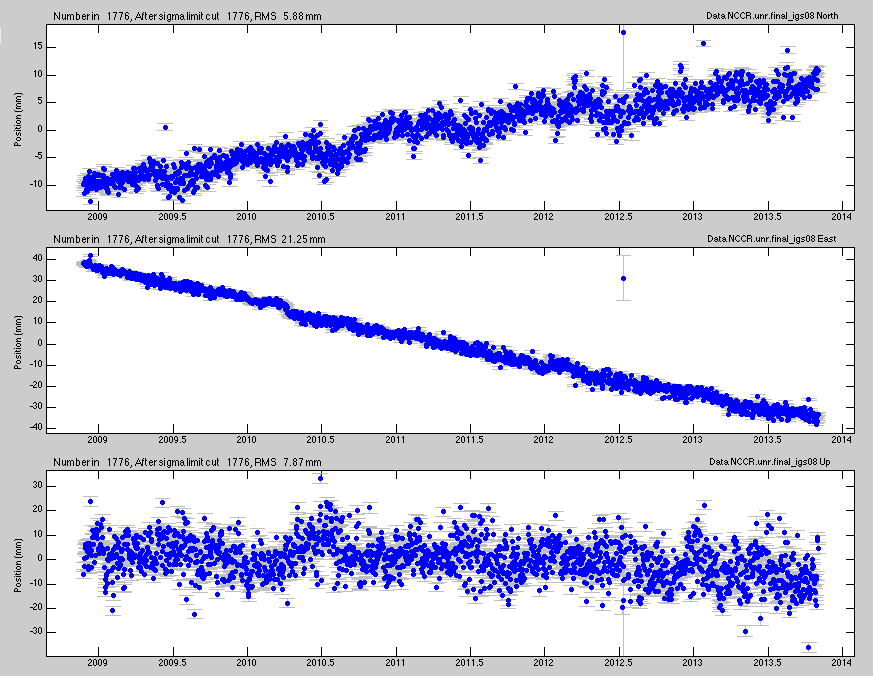 Number in 1776, After sigma limit cut 1776, RMS 5.88 mm Data NCCR.unr.final_igs08 North
15
10
5
0
-5
-10
Position (mm)
2009 2009.5 2010 2010.5 2011 2011.5 2012 2012.5 2013 2013.5 2014
Number in 1776, After sigma limit cut 1776, RMS 21.25 mm Data NCCR.unr.final_igs08 East
40
30
20
10
0
-10
-20
-30
-40
Position (mm)
2009 2009.5 2010 2010.5 2011 2011.5 2012 2012.5 2013 2013.5 2014
Number in 1776, After sigma limit cut 1776, RMS 7.87 mm Data NCCR.unr.final_igs08 Up
30
20
10
0
-10
-20
-30
Position (mm)
2009 2009.5 2010 2010.5 2011 2011.5 2012 2012.5 2013 2013.5 2014